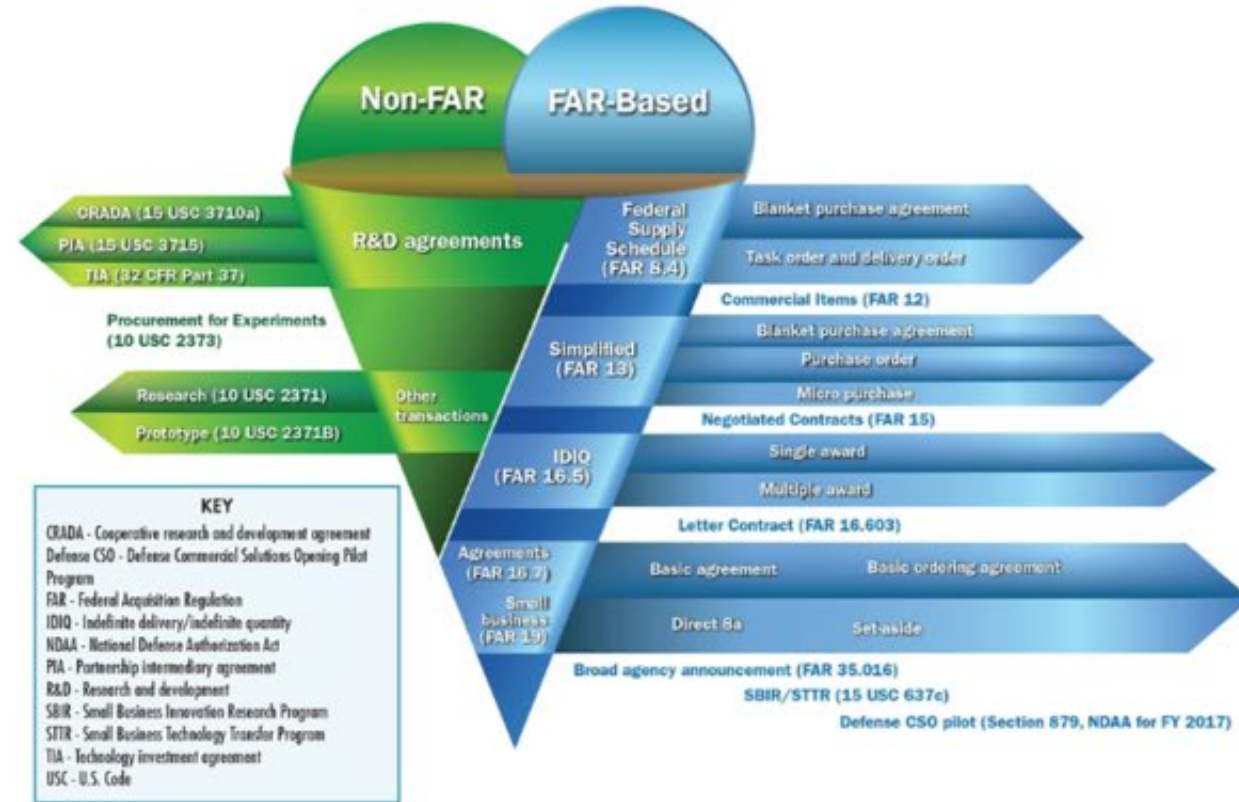 Non-FAR
FAR-Based
CRADA (15 USC 3710a)
PIA (15 USC 3715)
TIA (32 CFR Part 37)
R&D agreements
Procurement for Experiments
(10 USC 2373)
Research (10 USC 2371)
Prototype (10 USC 2371B)
Other
transactions
Federal
Supply
Schedule
(FAR 8.4)
Blanket purchase agreement
Task order and delivery order
Commercial Items (FAR 12)
Simplified
(FAR 13)
Blanket purchase agreement
Purchase order
Micro purchase
Negotiated Contracts (FAR 15)
IDIQ
(FAR 16.5)
Single award
Multiple award
Letter Contract (FAR 16.603)
Agreements
(FAR 16.7)
Basic agreement
Basic ordering agreement
Small
business
(FAR 19)
Direct 8a
Set-aside
Broad agency announcement (FAR 35.016)
SBIR/STTR (15 USC 637c)
Defense CSO pilot (Section 879, NDAA for FY 2017)
KEY
CRADA - Cooperative research and development agreement
Defense CSO - Defense Commercial Solutions Opening Pilot
Program
FAR - Federal Acquisition Regulation
IDIQ - Indefinite delivery/indefinite quantity
NDAA - National Defense Authorization Act
PIA - Partnership intermediary agreement
R&D - Research and development
SBIR - Small Business Innovation Research Program
STTR - Small Business Technology Transfer Program
TIA - Technology investment agreement
USC - U.S. Code